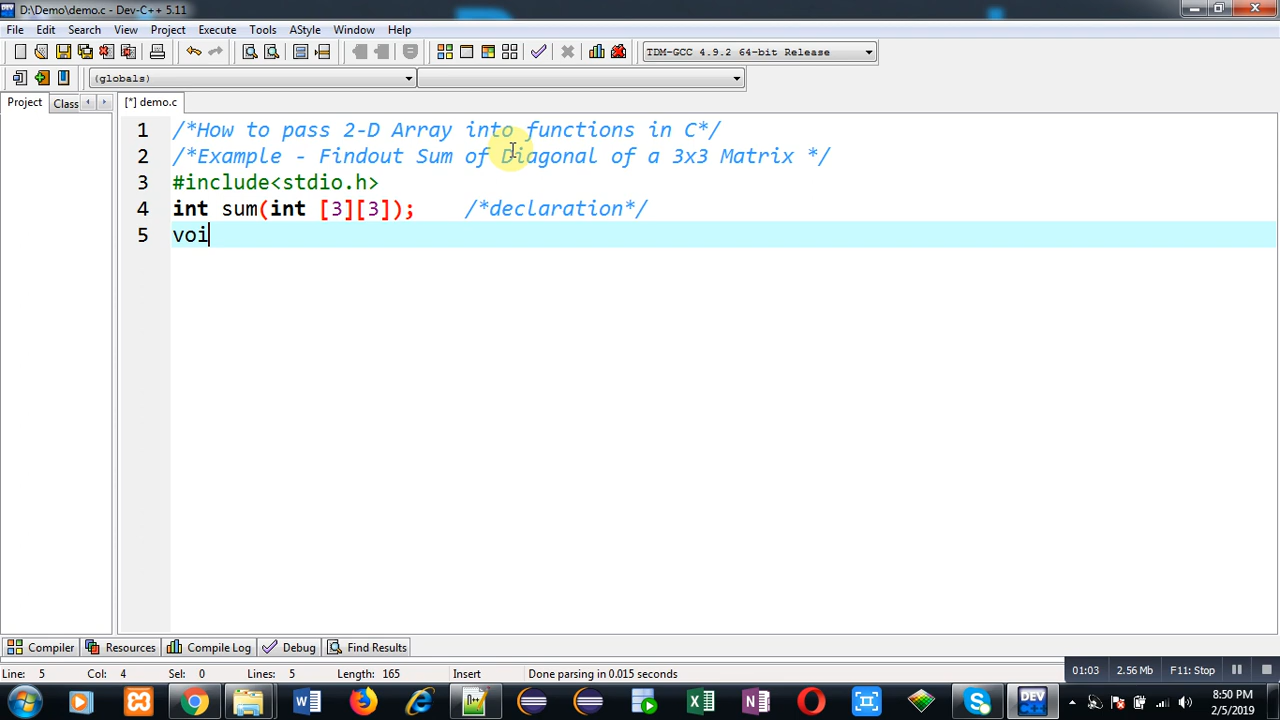 D:\Demo\demo.c - Dev-C++ 5.11
File Edit Search View Project Execute Tools AStyle Window Help
TDM-GCC 4.9.2 64-bit Release
(globals)
Project Class [*] demo.c
1 /*How to pass 2-D Array into functions in C*/
2 /*Example - Findout Sum of Diagonal of a 3x3 Matrix */
3 #include<stdio.h>
4 int sum(int [3][3]); /*declaration*/
5 voi
Compiler Resources Compile Log Debug Find Results
Line: 5 Col: 4 Sel: 0 Lines: 5 Length: 165 Insert Done parsing in 0.015 seconds
01:03 2.56 Mb F11: Stop
8:50 PM
2/5/2019